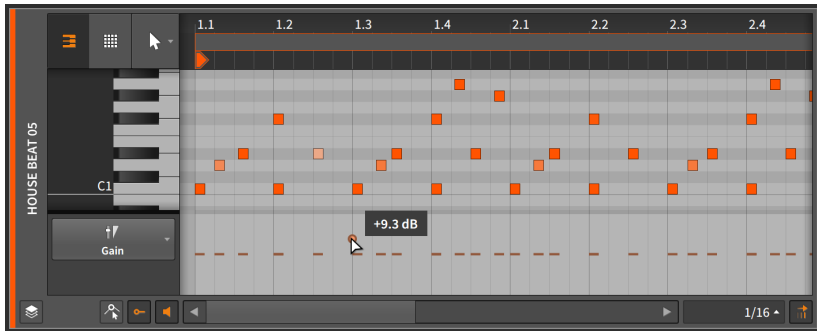 1.1 1.2 1.3 1.4 2.1 2.2 2.3 2.4
HOUSE BEAT 05
C1
+9.3 dB
Gain
1/16